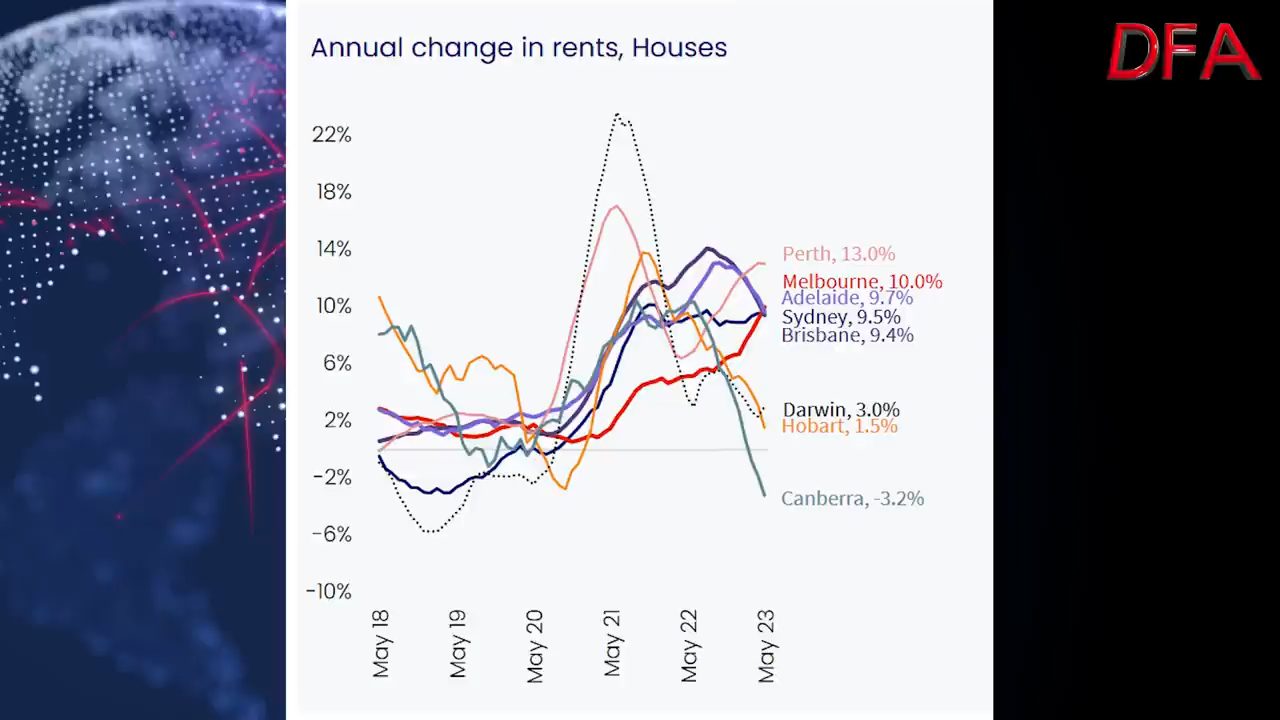 DFA
Annual change in rents, Houses
22%
18%
14%
10%
6%
2%
-2%
-6%
-10%
Perth, 13.0%
Melbourne, 10.0%
Adelaide, 9.7%
Sydney, 9.5%
Brisbane, 9.4%
Darwin, 3.0%
Hobart, 1.5%
Canberra, -3.2%
May 18
May 19
May 20
May 21
May 22
May 23